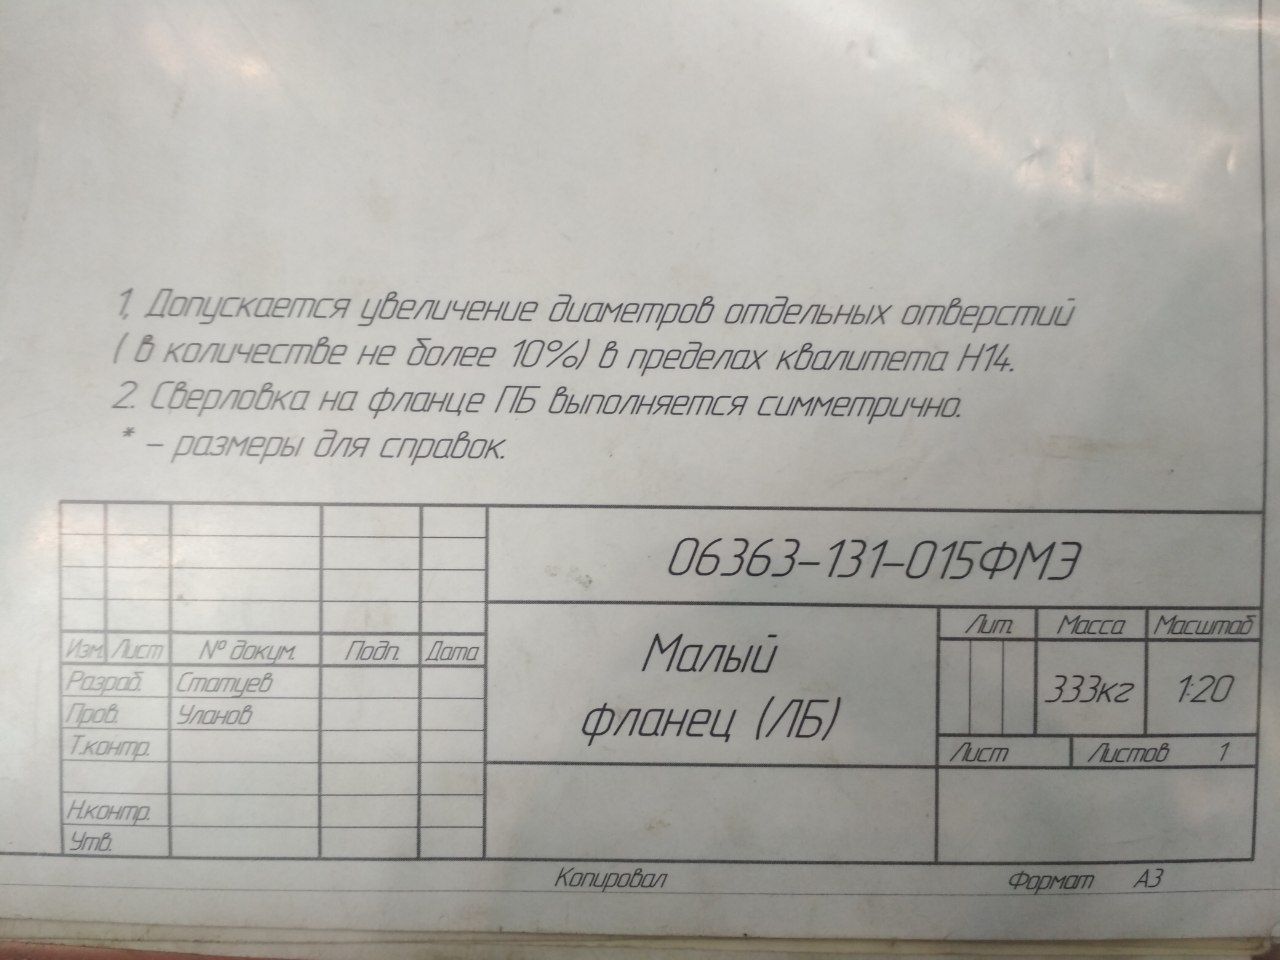 1, Допускается увеличение диаметров отдельных отверстий
( в количестве не более 10%) в пределах квалитета Н14.
2. Сверловка на фланце ПБ выполняется симметрично.
* – размеры для справок.
06363-131-015ФМЭ
Изм. Лист № докум. Подп. Дата
Разраб. Статуев
Пров. Уланов
Т.контр.
Н.контр.
Утв.
Малый
фланец (ЛБ)
Лит. Масса Масштаб
333кг 1:20
Лист Листов 1
Копировал Формат А3